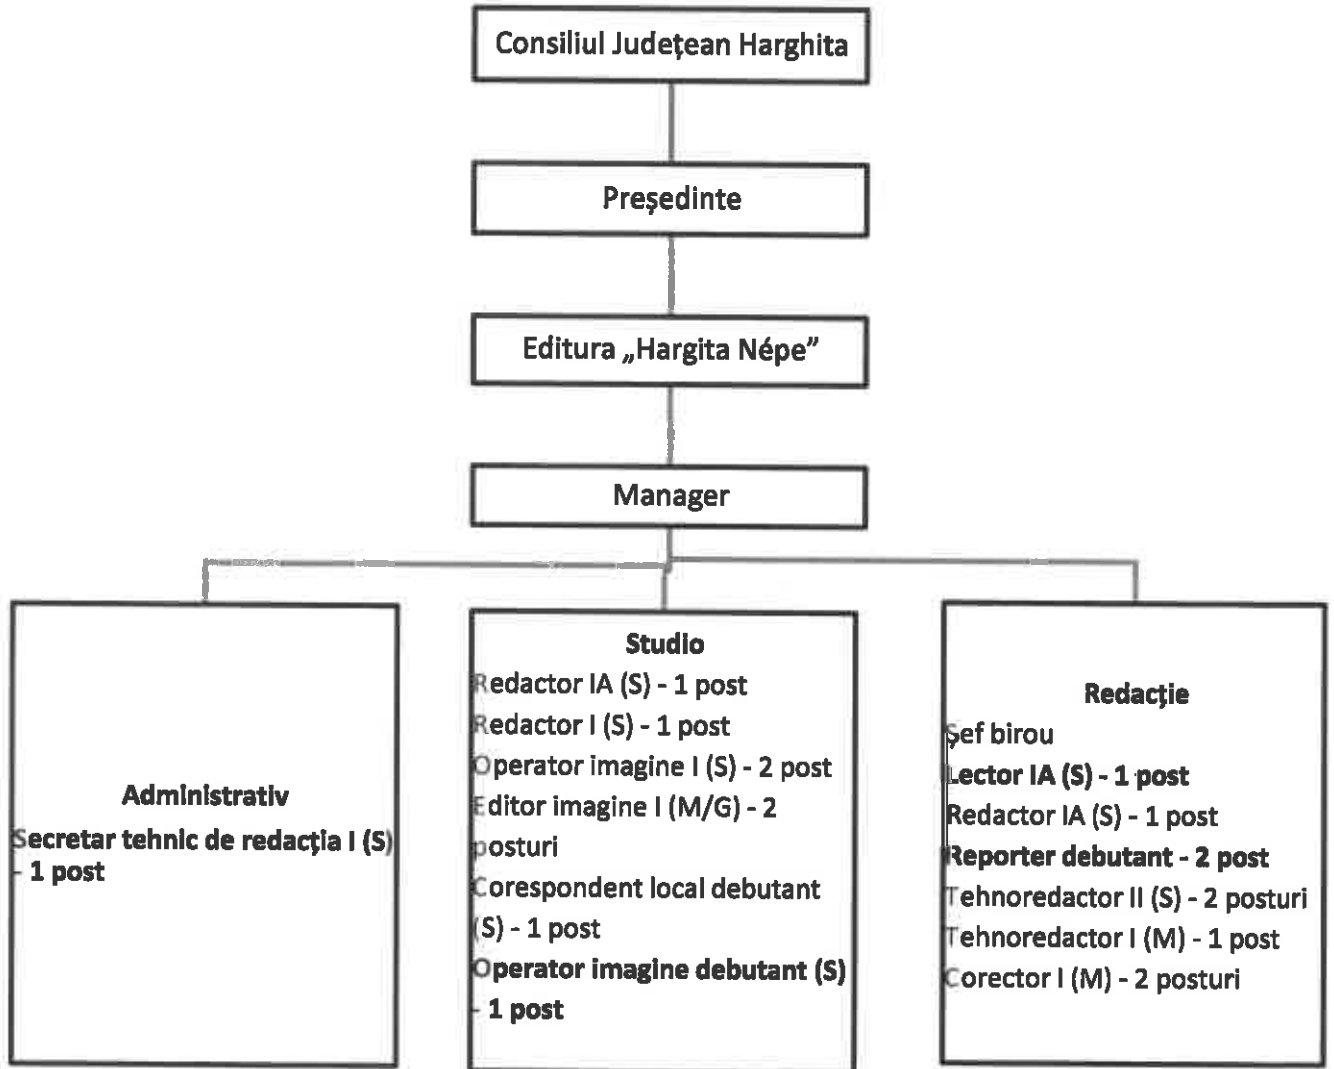 Consiliul Județean Harghita
Președinte
Editura „Hargita Népe”
Manager
Administrativ
Secretar tehnic de redacția I (S)
- 1 post
Studio
Redactor IA (S) - 1 post
Redactor I (S) - 1 post
Operator imagine I (S) - 2 post
Editor imagine I (M/G) - 2
posturi
Corespondent local debutant
(S) - 1 post
Operator imagine debutant (S)
- 1 post
Redacție
Șef birou
Lector IA (S) - 1 post
Redactor IA (S) - 1 post
Reporter debutant - 2 post
Tehnoredactor II (S) - 2 posturi
Tehnoredactor I (M) - 1 post
Corector I (M) - 2 posturi